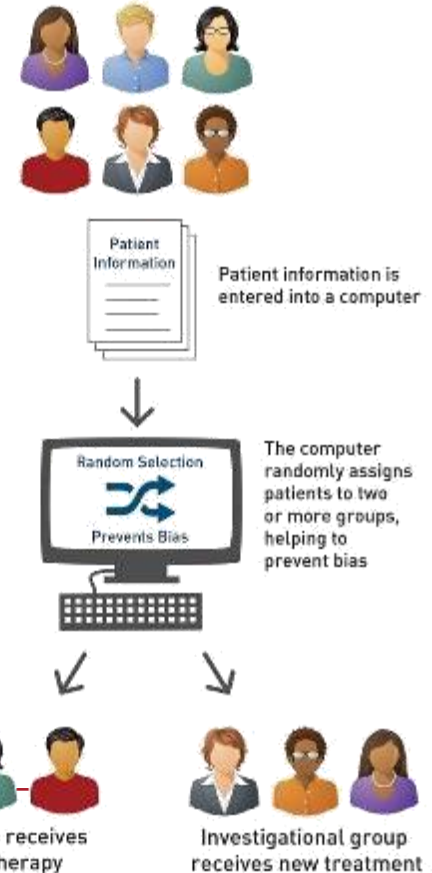 Patient
Information
Patient information is
entered into a computer
Random Selection
Prevents Bias
The computer
randomly assigns
patients to two
or more groups,
helping to
prevent bias
receives
Investigational group
receives new treatment